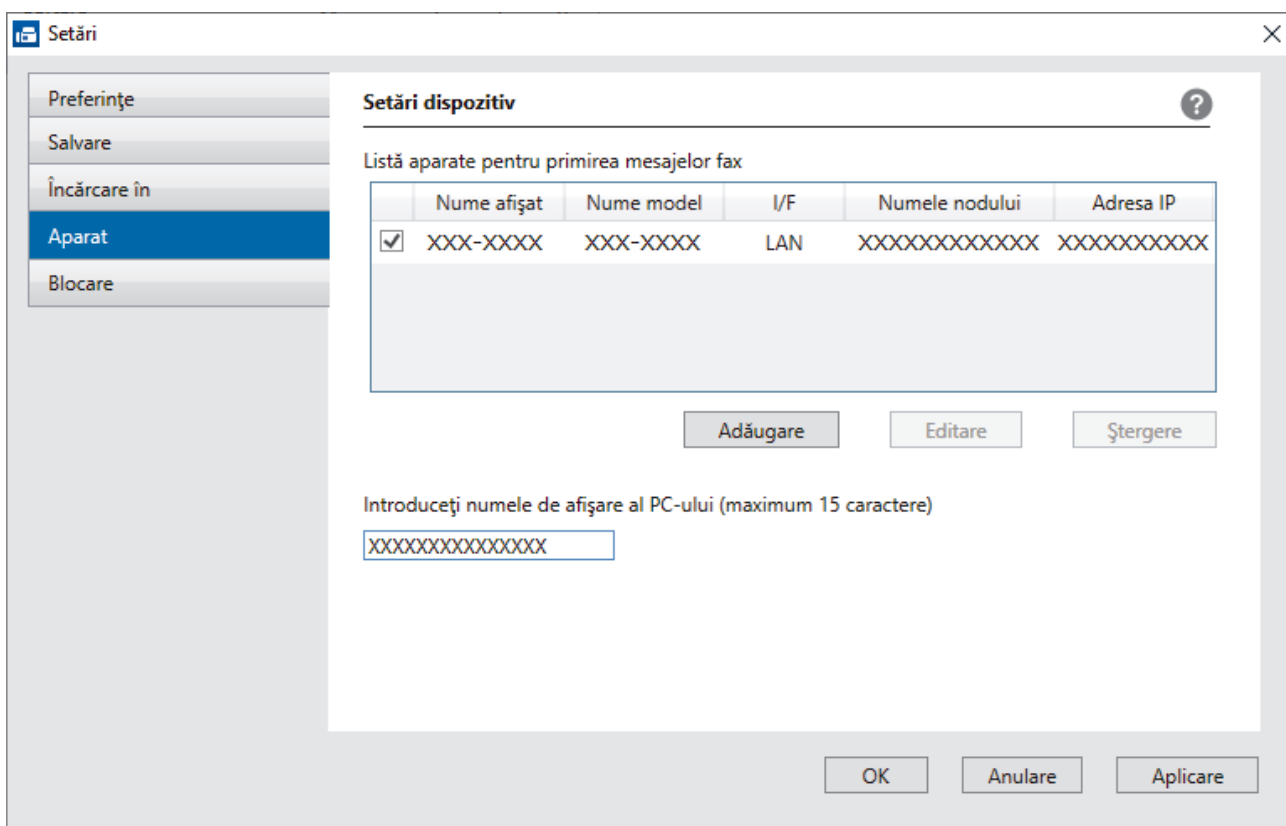 Setări
Preferinţe
Salvare
Încărcare în
Aparat
Blocare
Setări dispozitiv
?
Listă aparate pentru primirea mesajelor fax
Nume afişat Nume model I/F Numele nodului Adresa IP
XXX-XXXX XXX-XXXX LAN XXXXXXXXXXXX XXXXXXXXXX
Adăugare Editare Ştergere
Introduceţi numele de afişare al PC-ului (maximum 15 caractere)
XXXXXXXXXXXXXXX
OK Anulare Aplicare